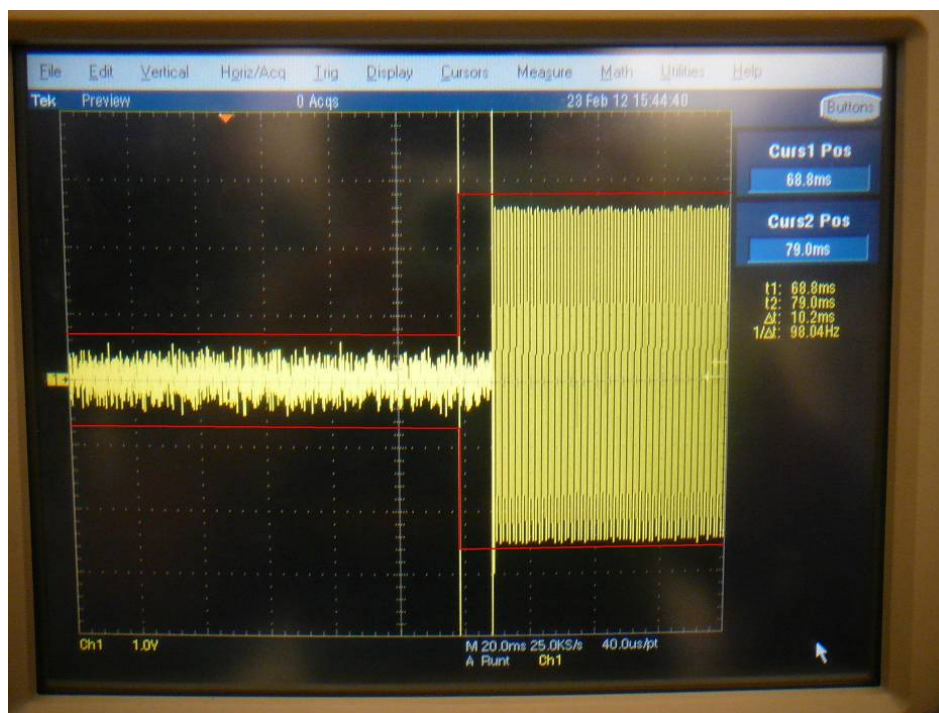 File Edit Vertical Horiz/Acq Trig Display Cursors Measure Math Utilities Help
Tek Preview 0 Acqs 23 Feb 12 15:44:40
Buttons
Curs1 Pos
68.8ms
Curs2 Pos
79.0ms
t1: 68.8ms
t2: 79.0ms
Δt: 10.2ms
1/Δt: 98.04Hz
1
Ch1 1.0V M 20.0ms 25.0KS/s 40.0us/pt
A Runt Ch1